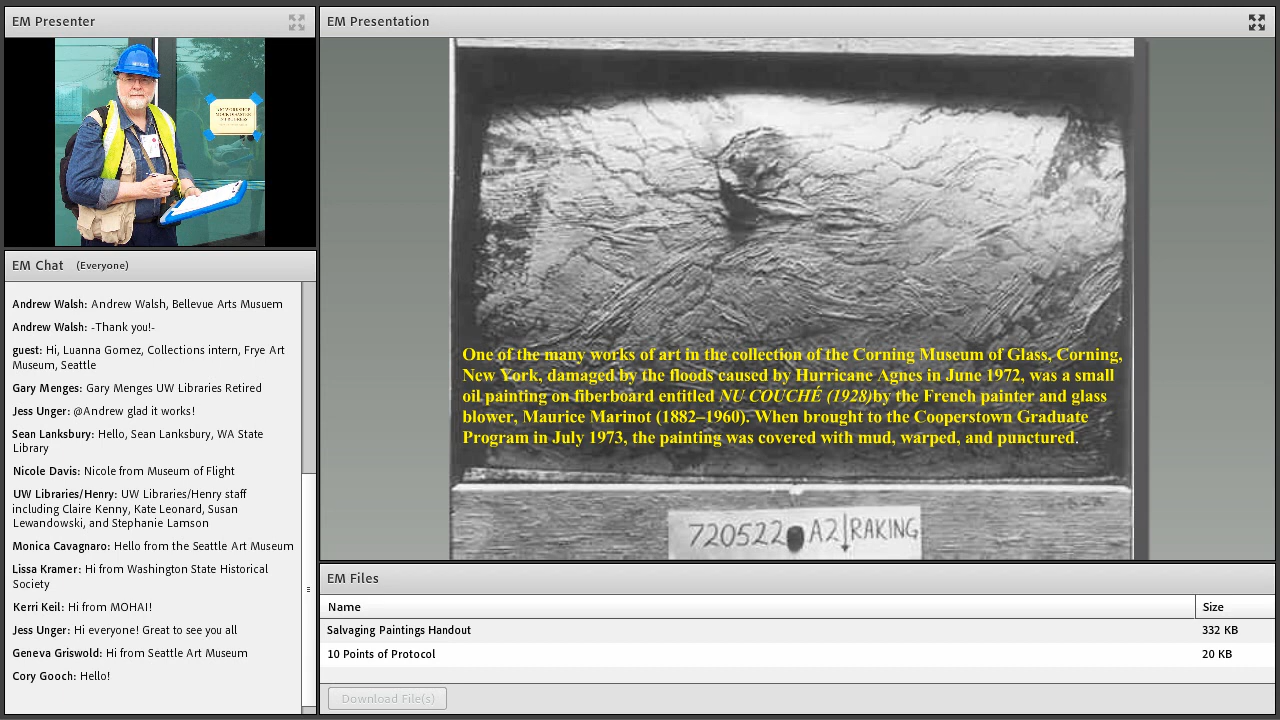 EM Presenter
EM Chat (Everyone)
Andrew Walsh: Andrew Walsh, Bellevue Arts Musuem
Andrew Walsh: -Thank you!-
guest: Hi, Luanna Gomez, Collections intern, Frye Art
Museum, Seattle
Gary Menges: Gary Menges UW Libraries Retired
Jess Unger: @Andrew glad it works!
Sean Lanksbury: Hello, Sean Lanksbury, WA State
Library
Nicole Davis: Nicole from Museum of Flight
UW Libraries/Henry: UW Libraries/Henry staff
including Claire Kenny, Kate Leonard, Susan
Lewandowski, and Stephanie Lamson
Monica Cavagnaro: Hello from the Seattle Art Museum
Lissa Kramer: Hi from Washington State Historical
Society
Kerri Keil: Hi from MOHAI!
Jess Unger: Hi everyone! Great to see you all
Geneva Griswold: Hi from Seattle Art Museum
Cory Gooch: Hello!
EM Presentation
One of the many works of art in the collection of the Corning Museum of Glass, Corning,
New York, damaged by the floods caused by Hurricane Agnes in June 1972, was a small
oil painting on fiberboard entitled NU COUCHÉ (1928)by the French painter and glass
blower, Maurice Marinot (1882–1960). When brought to the Cooperstown Graduate
Program in July 1973, the painting was covered with mud, warped, and punctured.
720522 A2 RAKING
EM Files
Name Size
Salvaging Paintings Handout 332 KB
10 Points of Protocol 20 KB
Download File(s)